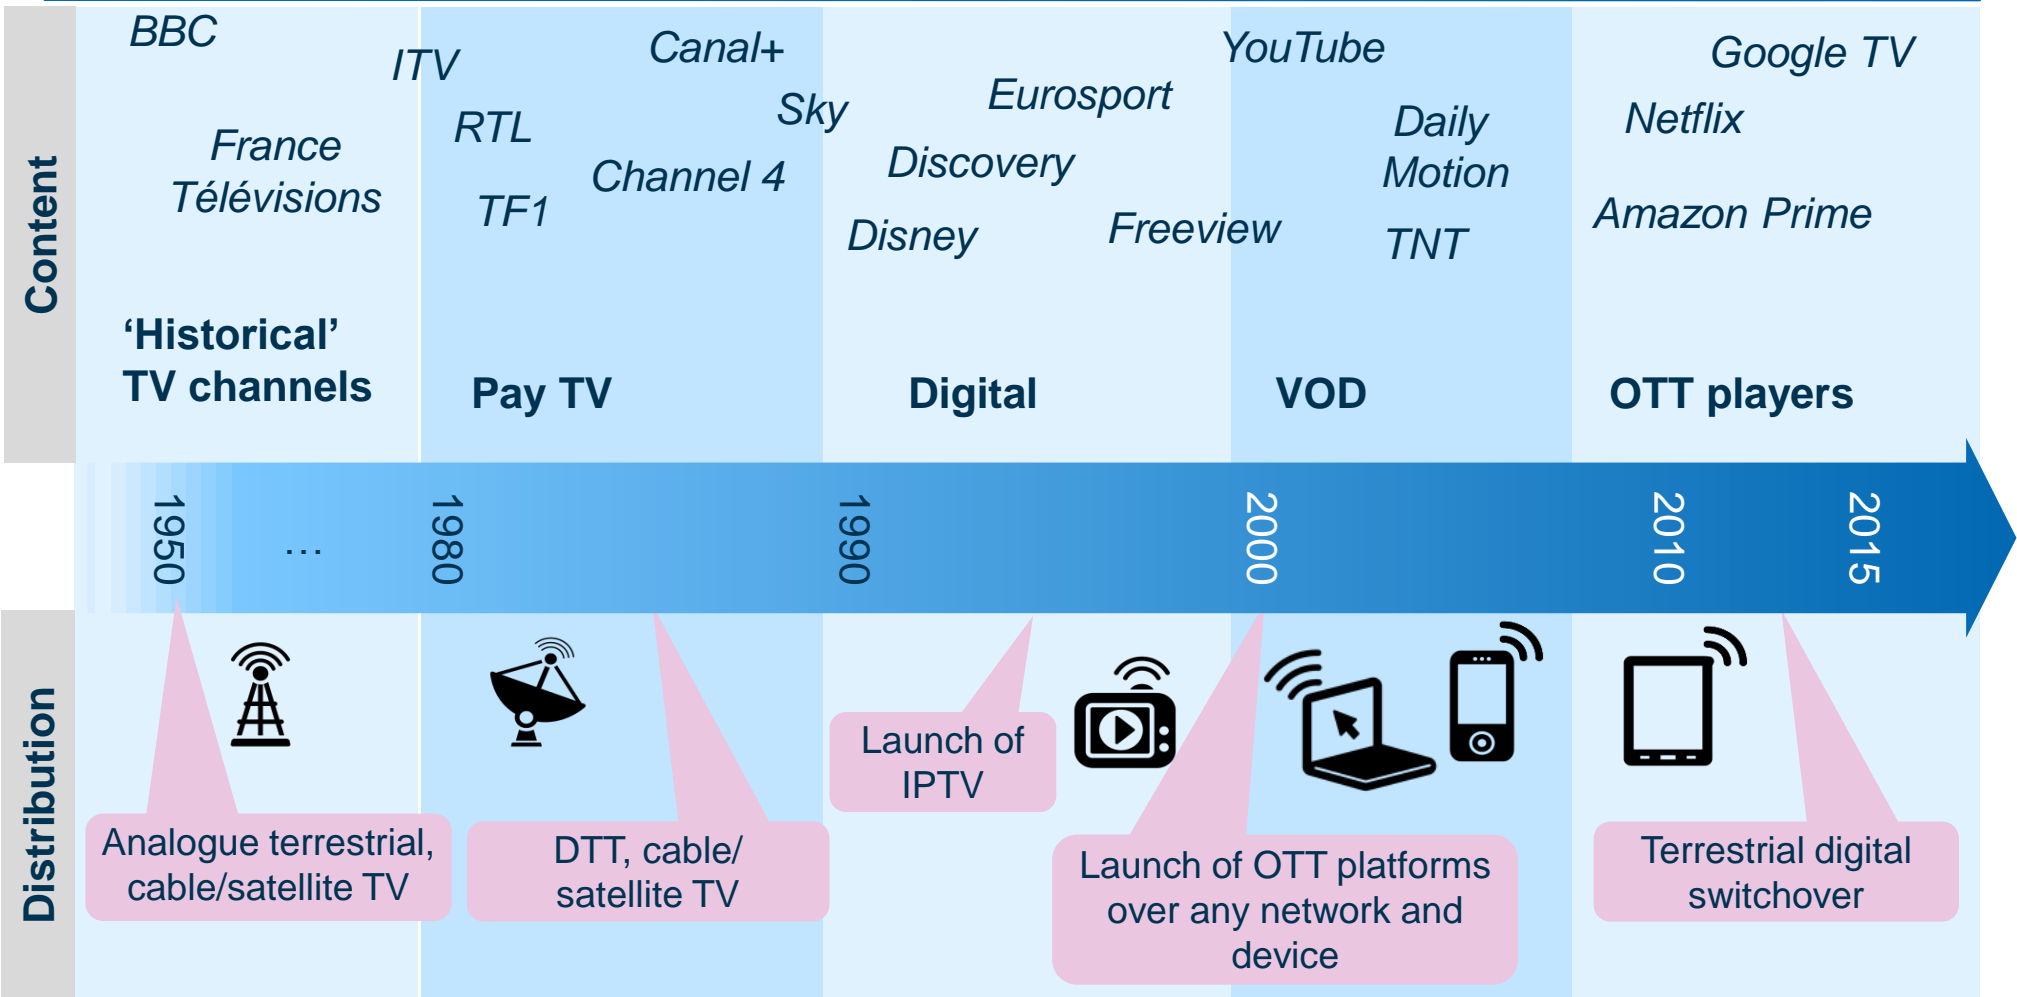 BBC
ITV
Canal+
YouTube
Google TV
Sky
Eurosport
RTL
Daily
Motion
Netflix
France
Télévisions
Channel 4
Discovery
TF1
Disney
Freeview
TNT
Amazon Prime
Content
‘Historical’
TV channels
Pay TV
Digital
VOD
OTT players
1950
...
1980
1990
2000
2010
2015
Distribution
Analogue terrestrial,
cable/satellite TV
DTT, cable/
satellite TV
Launch of
IPTV
Launch of OTT platforms
over any network and
device
Terrestrial digital
switchover